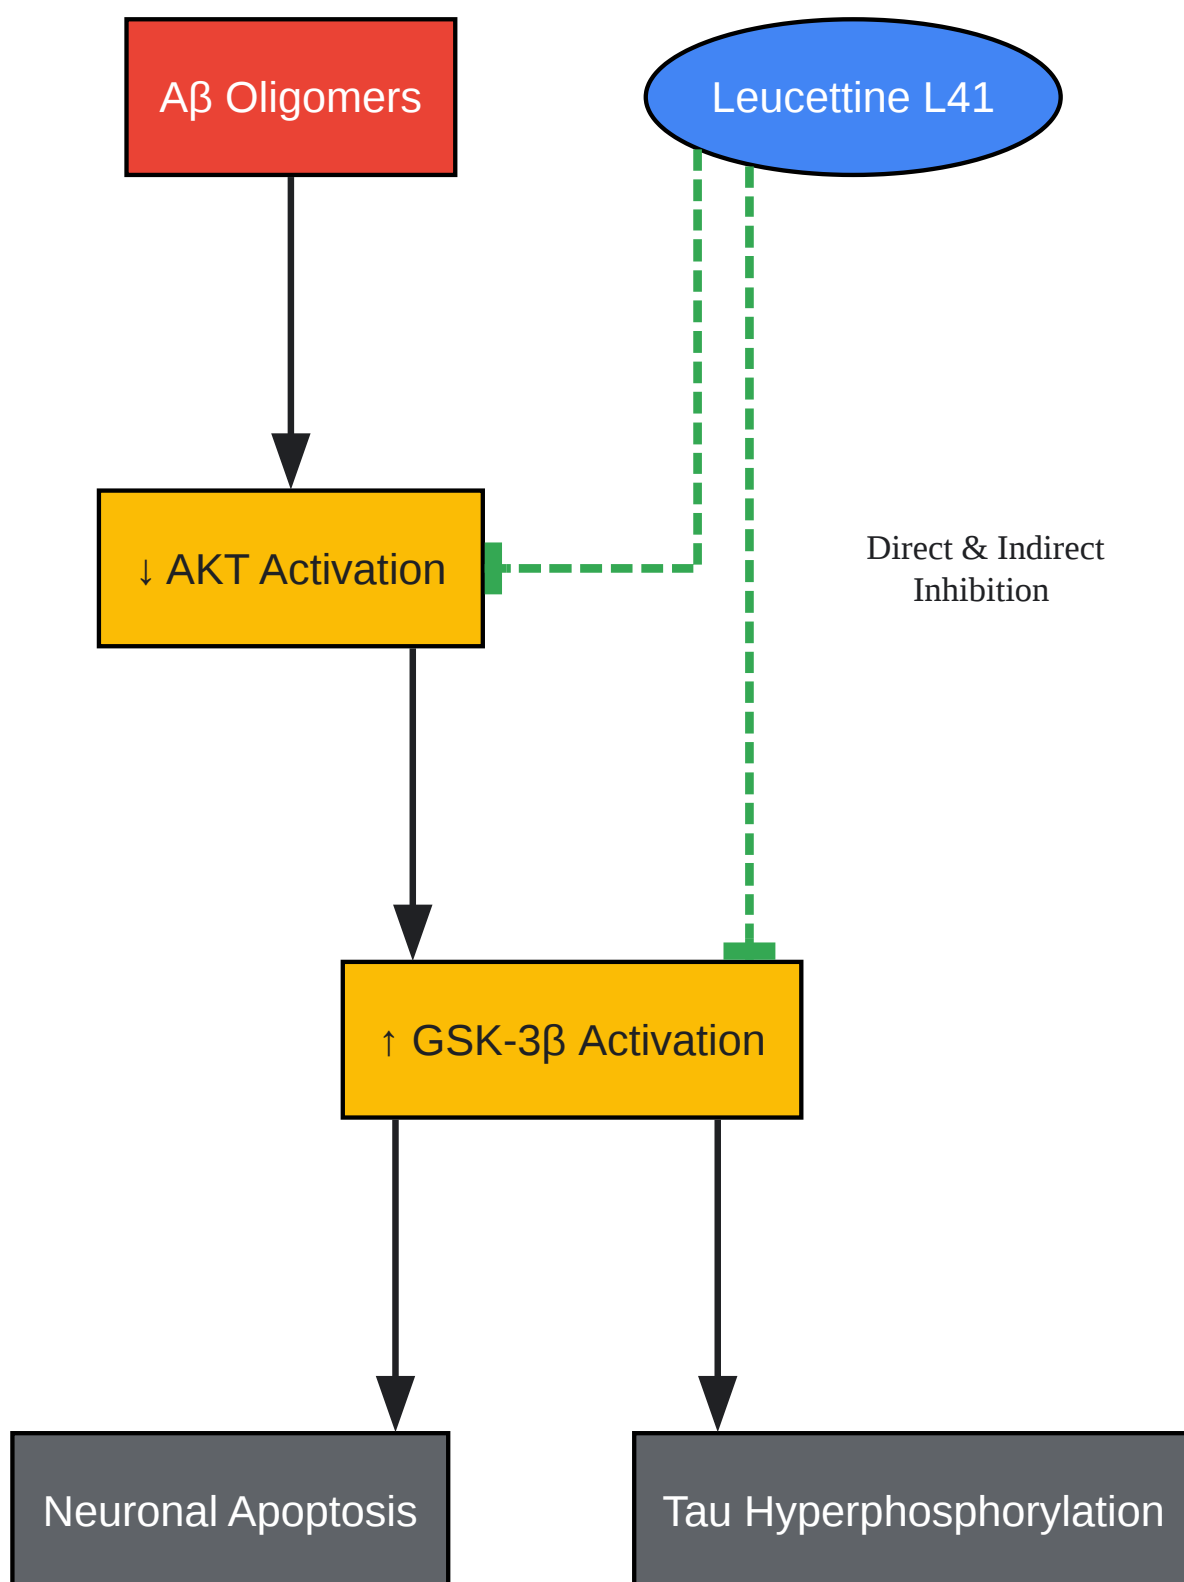 Aβ Oligomers
Leucettine L41
↓ AKT Activation
Direct & Indirect
Inhibition
↑ GSK-3β Activation
Neuronal Apoptosis
Tau Hyperphosphorylation